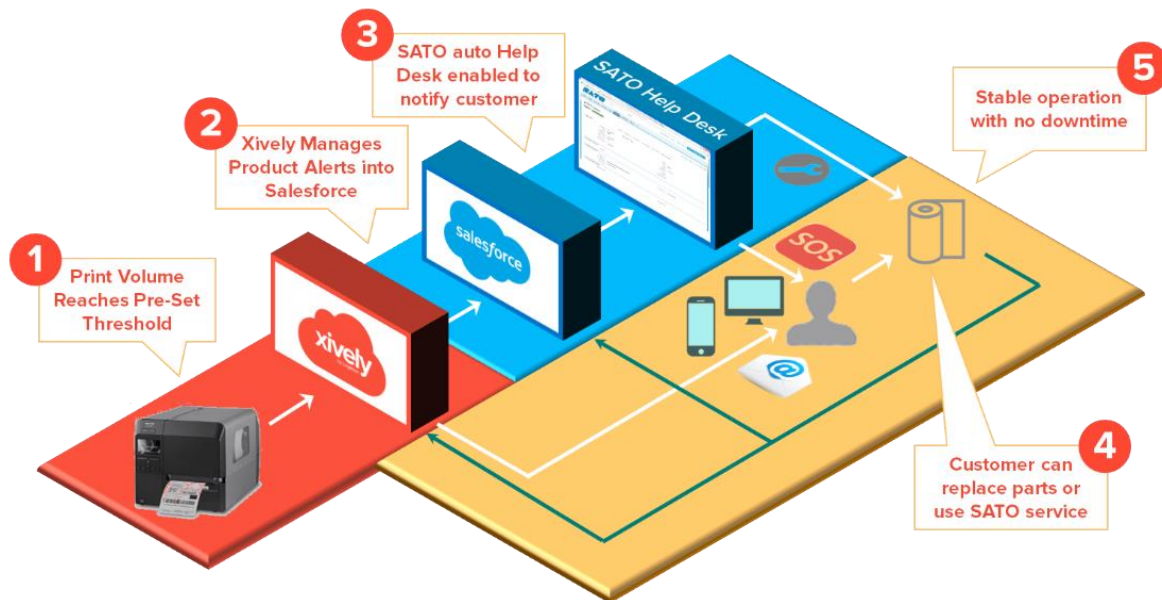 1
Print Volume
Reaches Pre-Set
Threshold
2
Xively Manages
Product Alerts into
Salesforce
3
SATO auto Help
Desk enabled to
notify customer
SATO Help Desk
SATO
salesforce
xively
SOS
@
5
Stable operation
with no downtime
4
Customer can
replace parts or
use SATO service